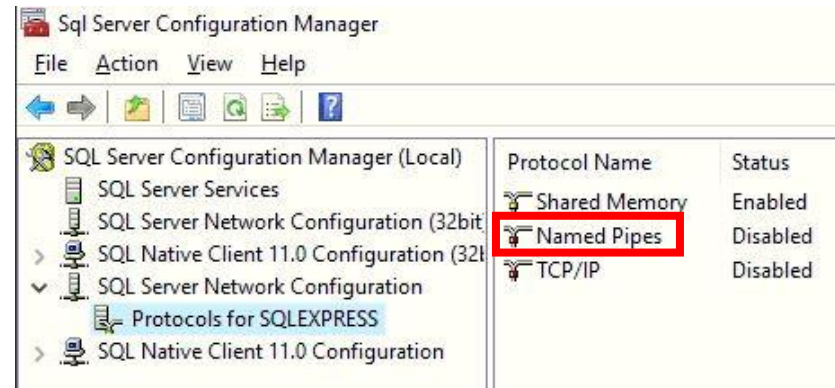 Sql Server Configuration Manager
File Action View Help
SQL Server Configuration Manager (Local)
SQL Server Services
SQL Server Network Configuration (32bit
SQL Native Client 11.0 Configuration (32b
SQL Server Network Configuration
Protocols for SQLEXPRESS
SQL Native Client 11.0 Configuration
Protocol Name Status
Shared Memory Enabled
Named Pipes Disabled
TCP/IP Disabled